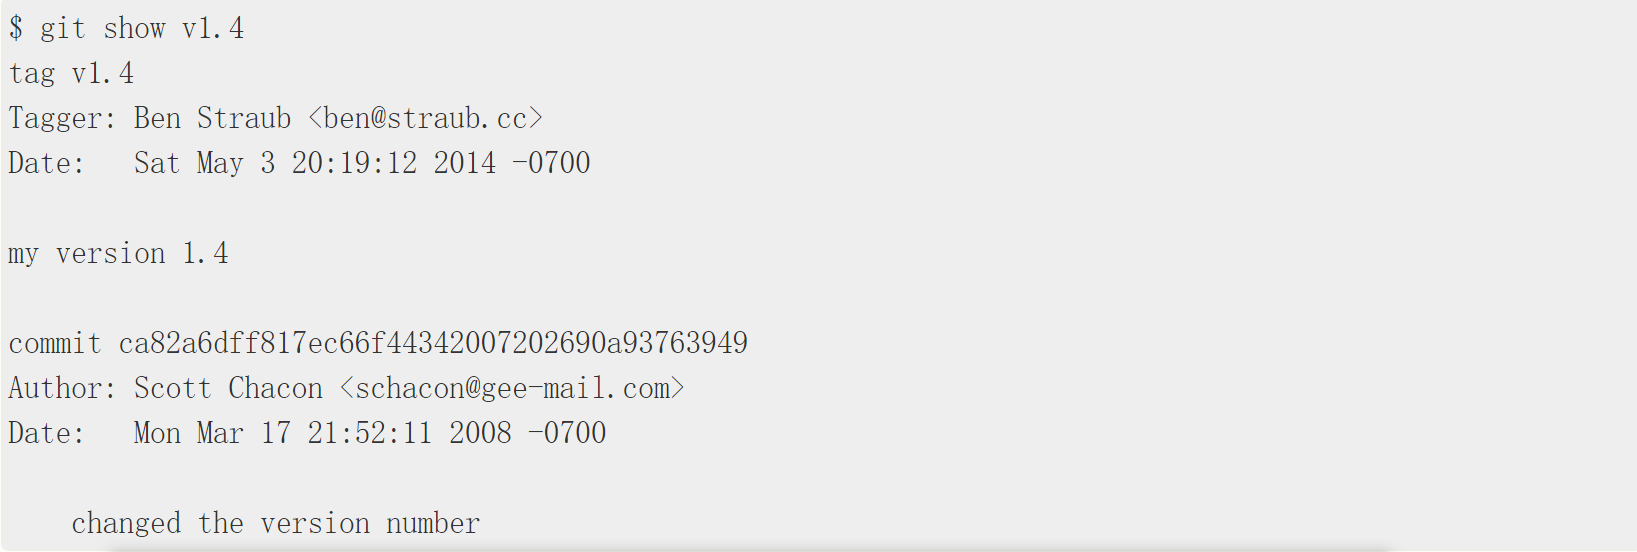 $ git show v1.4
tag v1.4
Tagger: Ben Straub <ben@straub.cc>
Date:   Sat May 3 20:19:12 2014 -0700

my version 1.4

commit ca82a6dff817ec66f44342007202690a93763949
Author: Scott Chacon <schacon@gee-mail.com>
Date:   Mon Mar 17 21:52:11 2008 -0700

    changed the version number